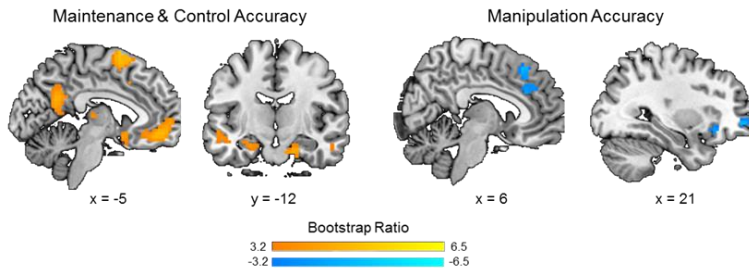 Maintenance & Control Accuracy
Manipulation Accuracy
x = -5
y = -12
x = 6
x = 21
Bootstrap Ratio
3.2 6.5
-3.2 -6.5